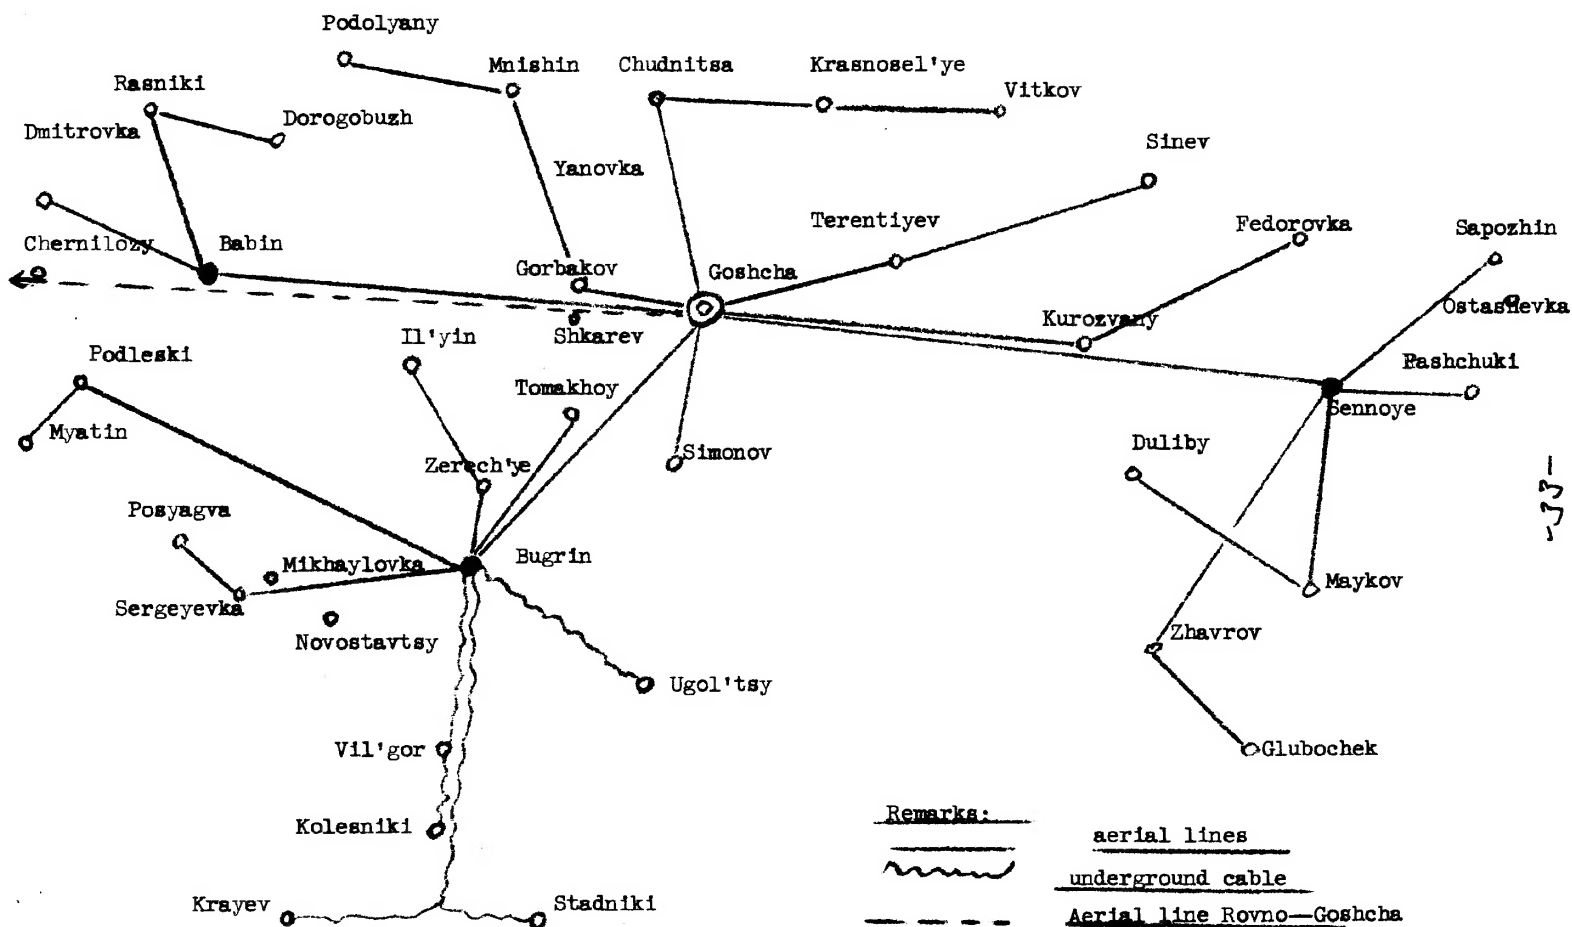 Podolyany
Rasniki
Mnishin
Chudnitsa
Krasnosel'ye
Vitkov
Dmitrovka
Dorogobuzh
Yanovka
Sinev
Terentiyev
Fedorovka
Sapozhin
Chernilozy
Babin
Gorbakov
Goshcha
Ostashevka
Kurozvany
Il'yin
Shkarev
Podleski
Tomakhoy
Pashchuki
Sennoye
Myatin
Zerech'ye
Simonov
Duliby
-33-
Posyagva
Mikhaylovka
Bugrin
Sergeyevka
Maykov
Novostavtsy
Zhavrov
Ugol'tsy
Vil'gor
Glubochek
Kolesniki
Remarks:
aerial lines
underground cable
Krayev
Stadniki
Aerial line Rovno—Goshcha